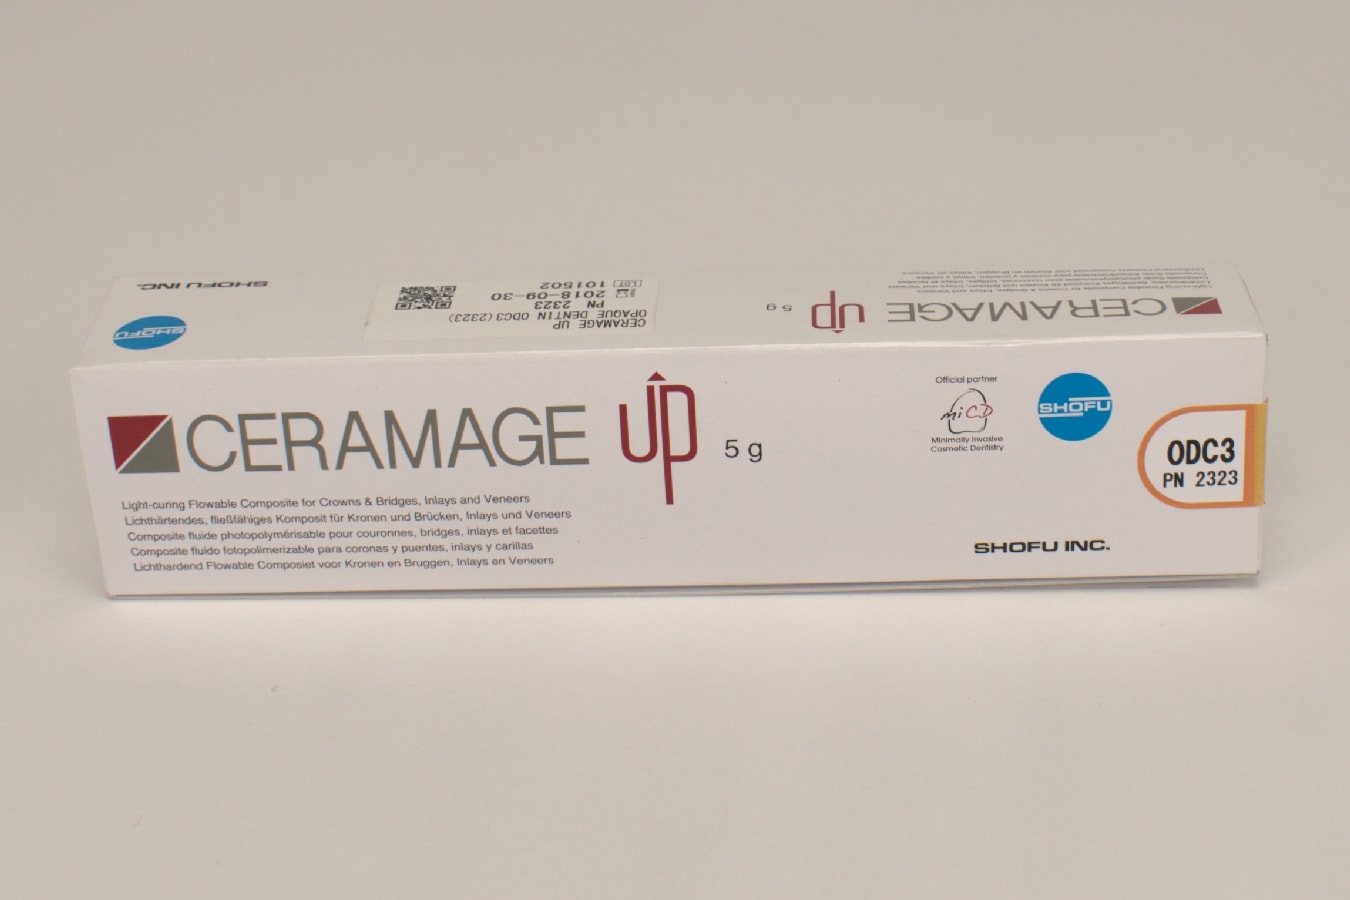 SHOFU INC.
SHOFU
CERAMAGE UP
OPAQUE DENTIN ODC3 (2323)
PN 2323
2018-09-30
LOT 101502
CERAMAGE UP
5 g
CERAMAGE UP 5 g
Light-curing Flowable Composite for Crowns & Bridges, Inlays and Veneers
Lichthärtendes, fließfähiges Komposit für Kronen und Brücken, Inlays und Veneers
Composite fluide photopolymérisable pour couronnes, bridges, inlays et facettes
Composite fluido fotopolimerizable para coronas y puentes, inlays y carillas
Lichthardend Flowable Composiet voor Kronen en Bruggen, Inlays en Veneers
Official partner
miCD
Minimally Invasive
Cosmetic Dentistry
SHOFU
ODC3
PN 2323
SHOFU INC.